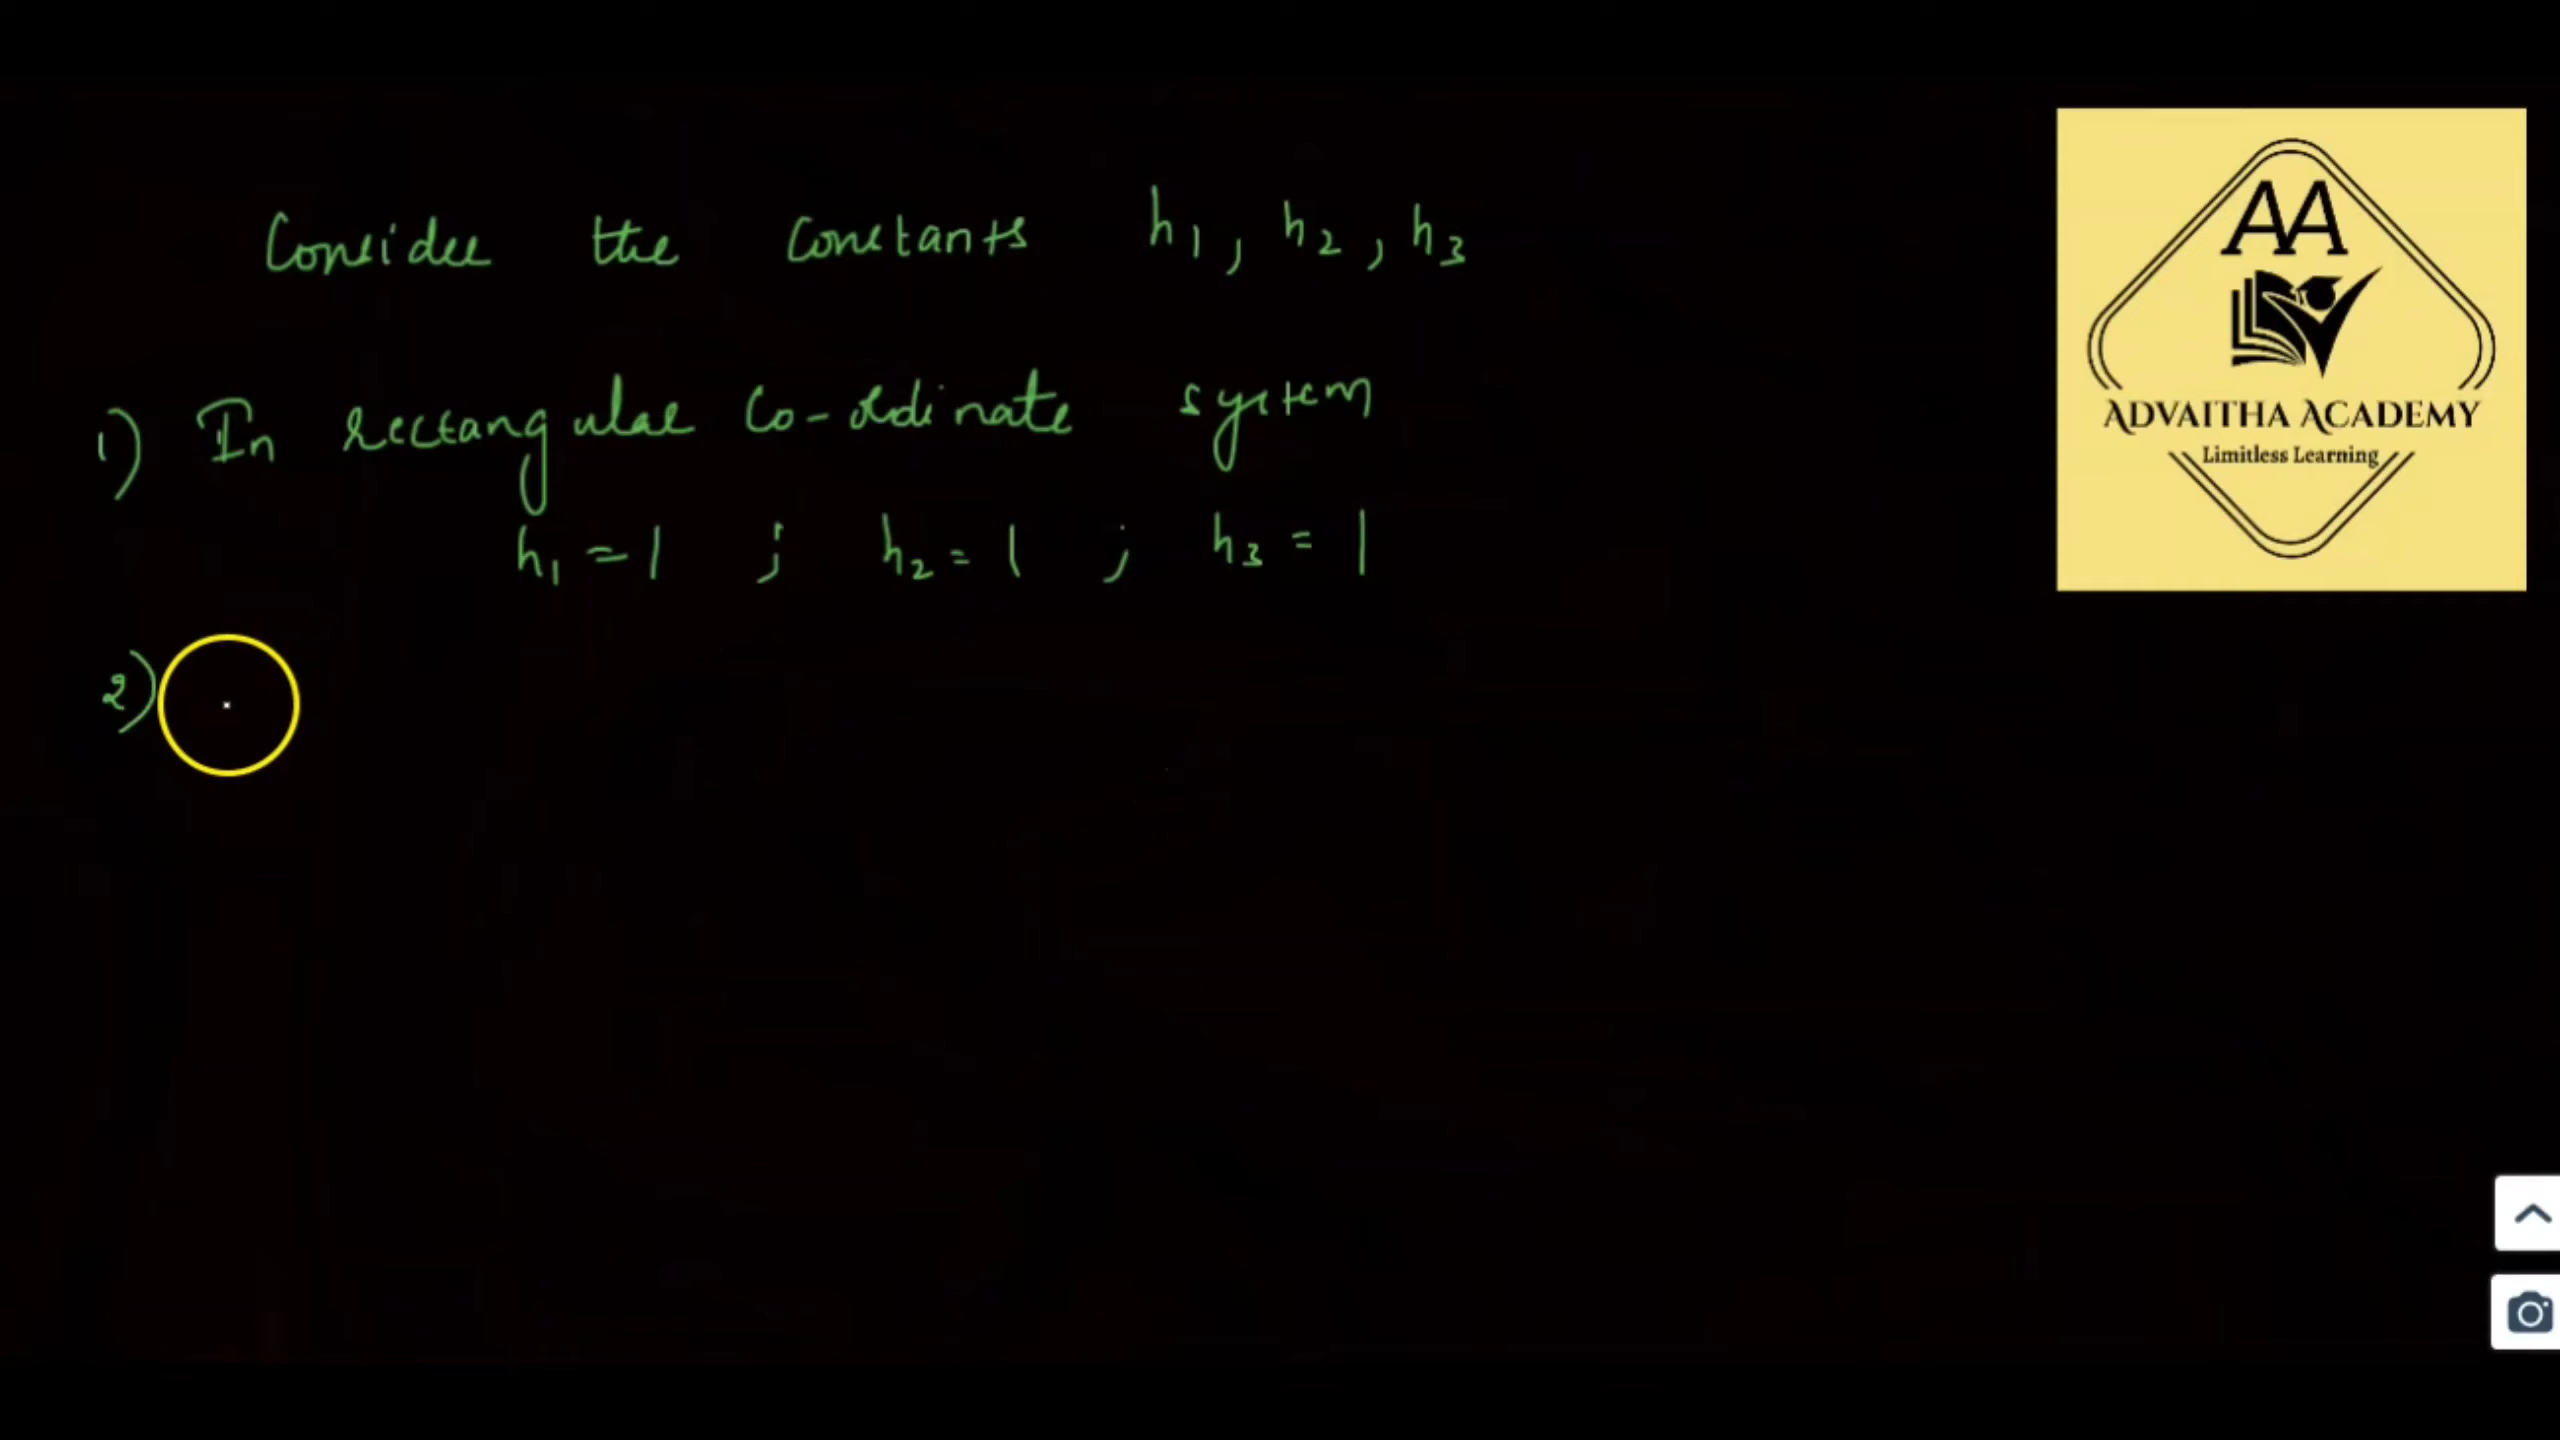 Consider the constants h1, h2, h3
1) In rectangular co-ordinate system
h1 = 1 ; h2 = 1 ; h3 = 1
2)
AA
ADVAITHA ACADEMY
Limitless Learning